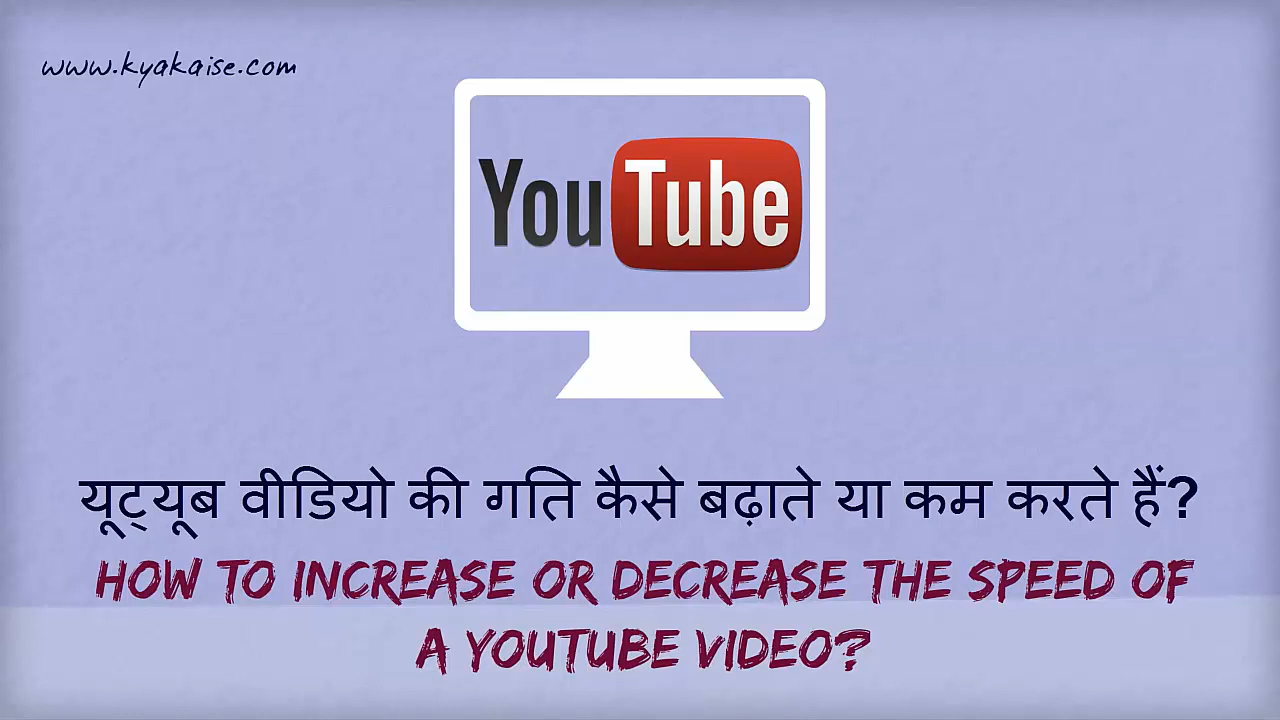 www.kyakaise.com
YouTube
यूट्यूब वीडियो की गति कैसे बढ़ाते या कम करते हैं?
HOW TO INCREASE OR DECREASE THE SPEED OF
A YOUTUBE VIDEO?